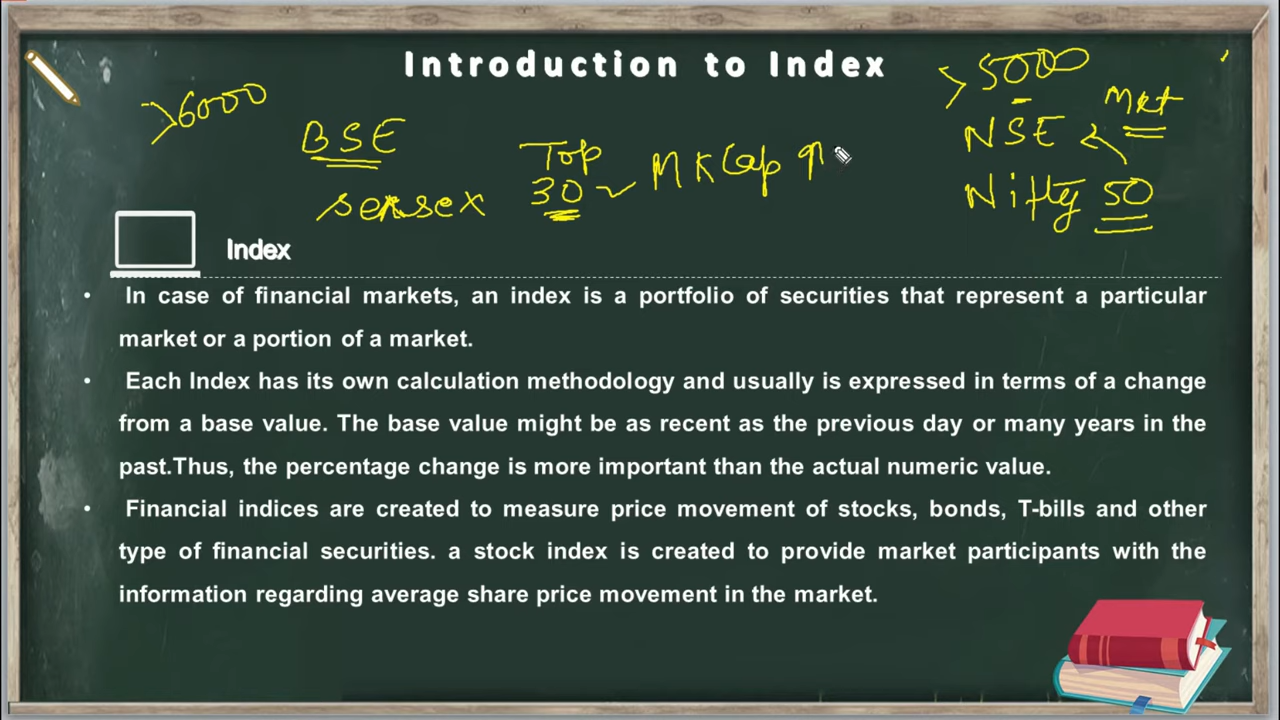 Introduction to Index
>5000
>6000
Mkt
BSE
NSE
Top
Mk Cap
sensex
30
Nifty 50
Index
• In case of financial markets, an index is a portfolio of securities that represent a particular
market or a portion of a market.
• Each Index has its own calculation methodology and usually is expressed in terms of a change
from a base value. The base value might be as recent as the previous day or many years in the
past.Thus, the percentage change is more important than the actual numeric value.
• Financial indices are created to measure price movement of stocks, bonds, T-bills and other
type of financial securities. a stock index is created to provide market participants with the
information regarding average share price movement in the market.